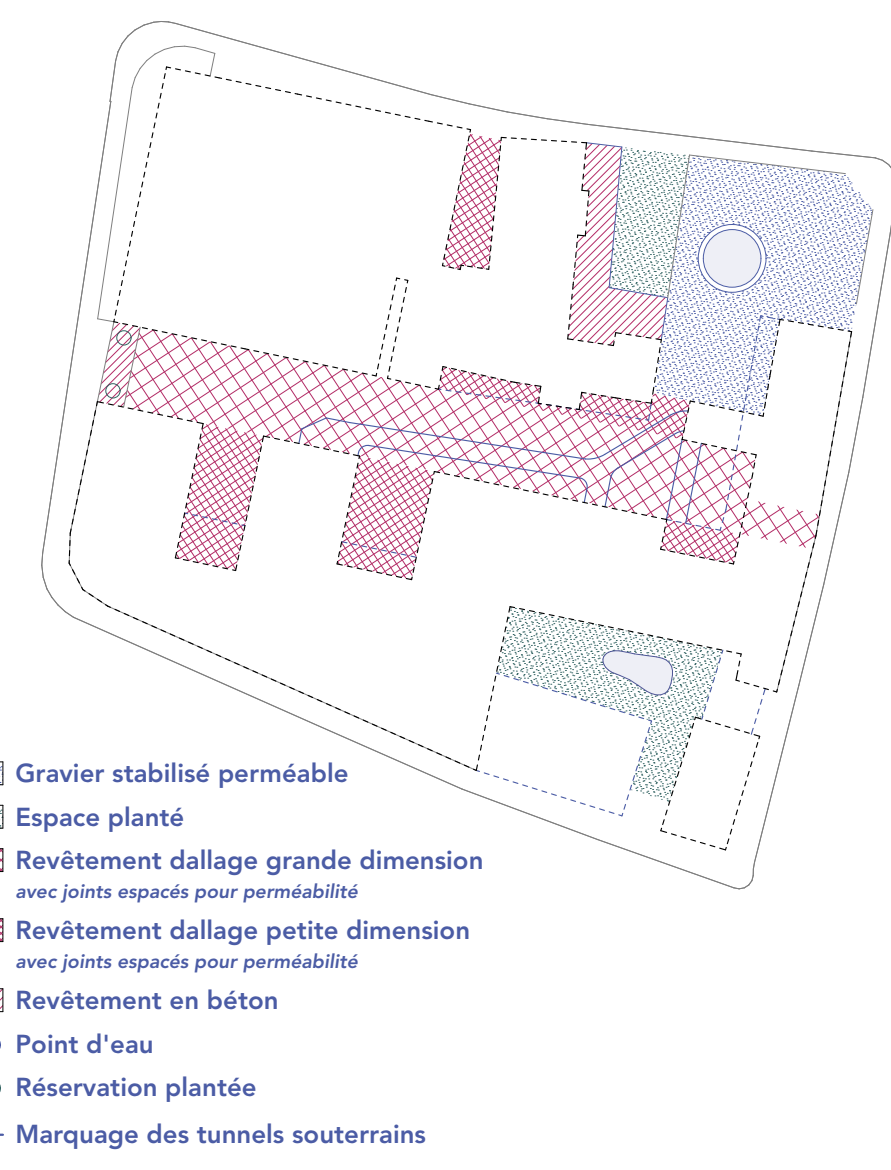 Gravier stabilisé perméable
Espace planté
Revêtement dallage grande dimension
avec joints espacés pour perméabilité
Revêtement dallage petite dimension
avec joints espacés pour perméabilité
Revêtement en béton
Point d'eau
Réservation plantée
Marquage des tunnels souterrains